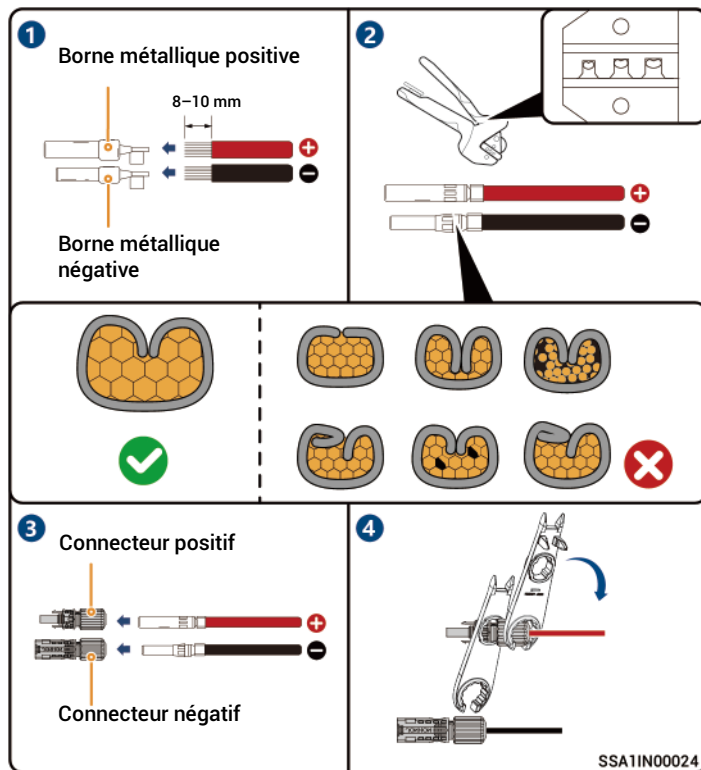 1
Borne métallique positive
8–10 mm
+
−
Borne métallique
négative
2
+
−
3
Connecteur positif
+
−
Connecteur négatif
4
SSA1IN00024